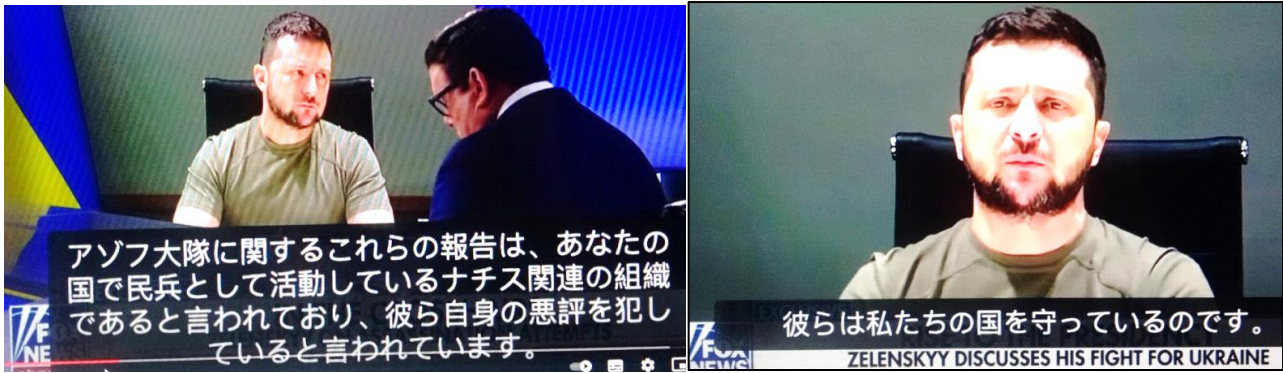 アゾフ大隊に関するこれらの報告は、あなたの
国で民兵として活動しているナチス関連の組織
であると言われており、彼ら自身の悪評を犯し
ていると言われています。
FOX
NEWS
彼らは私たちの国を守っているのです。
FOX
NEWS
ZELENSKYY DISCUSSES HIS FIGHT FOR UKRAINE